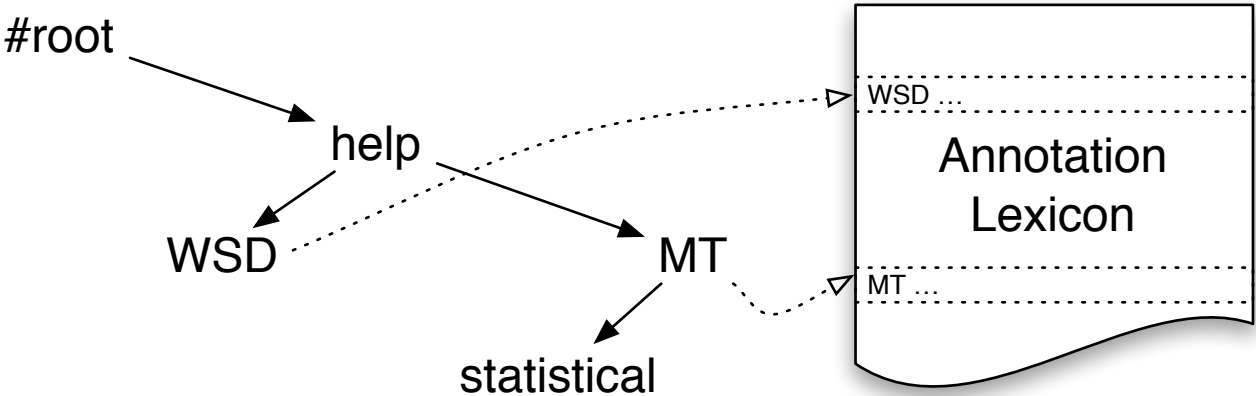 #root
help
WSD
MT
statistical
WSD ...
Annotation
Lexicon
MT ...